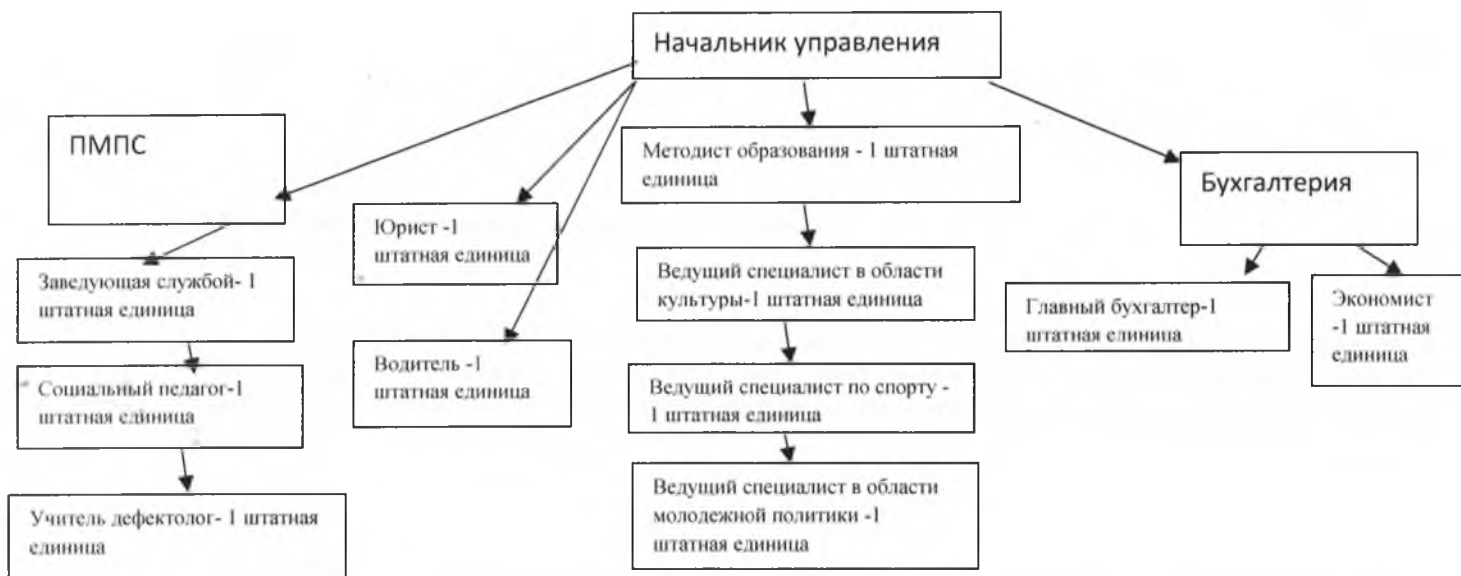 Начальник управления
ПМПС
Заведующая службой- 1
штатная единица
Социальный педагог-1
штатная единица
Учитель дефектолог- 1 штатная
единица
Юрист -1
штатная единица
Водитель -1
штатная единица
Методист образования - 1 штатная
единица
Ведущий специалист в области
культуры-1 штатная единица
Ведущий специалист по спорту -
1 штатная единица
Ведущий специалист в области
молодежной политики -1
штатная единица
Бухгалтерия
Главный бухгалтер-1
штатная единица
Экономист
-1 штатная
единица